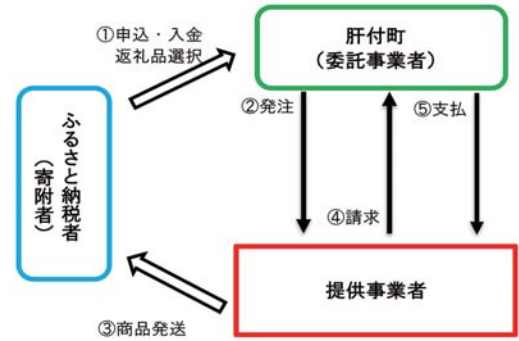 ①申込・入金
返礼品選択
肝付町
（委託事業者）
②発注
⑤支払
ふるさと納税者
（寄附者）
④請求
提供事業者
③商品発送